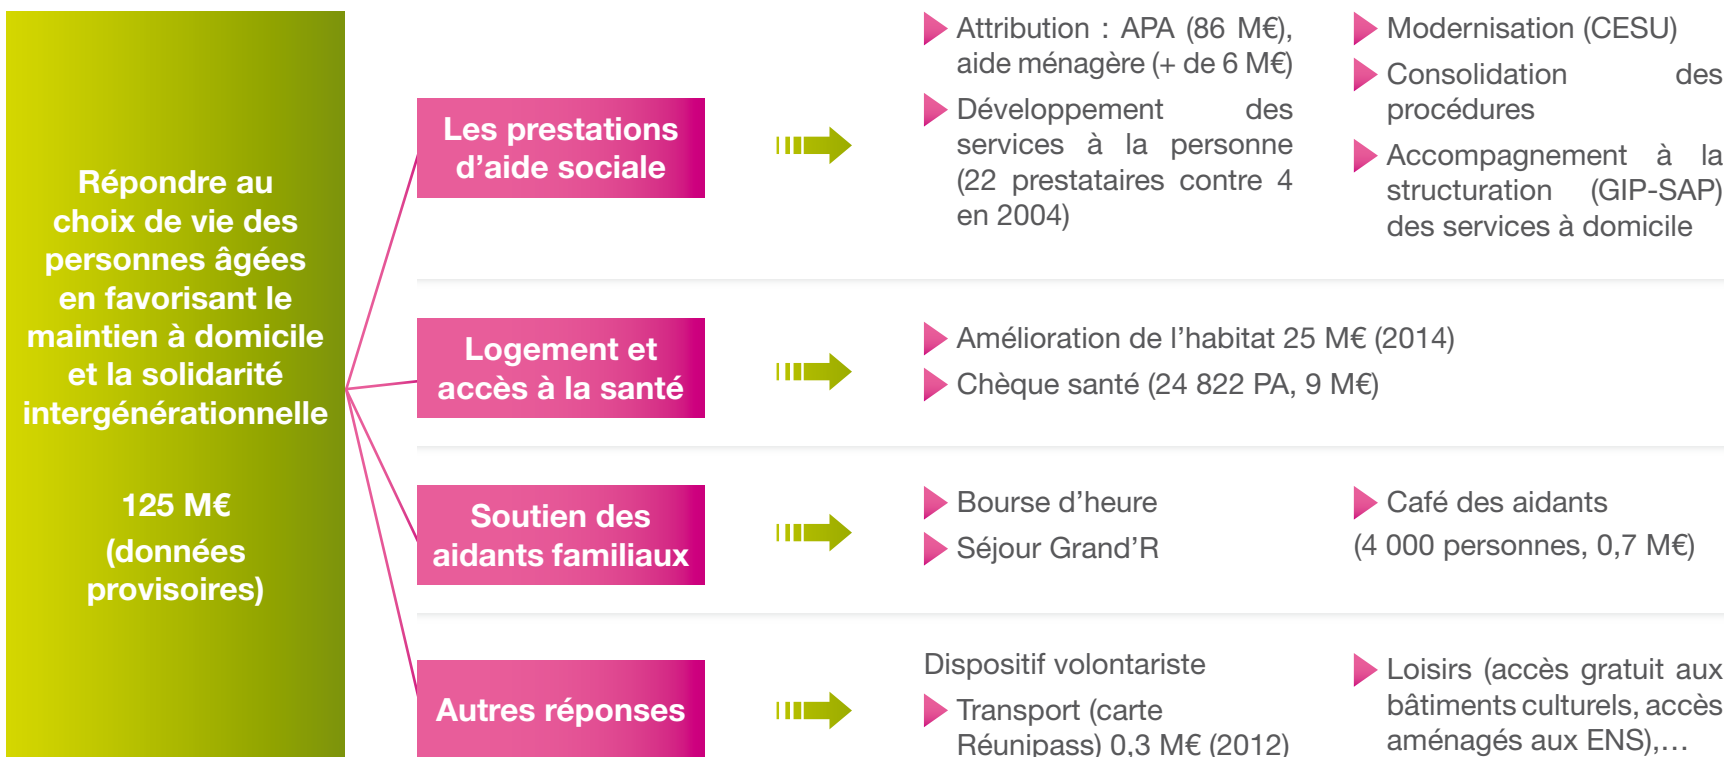 Répondre au
choix de vie des
personnes âgées
en favorisant le
maintien à domicile
et la solidarité
intergénérationnelle
125 M€
(données
provisoires)
Les prestations
d’aide sociale
Attribution : APA (86 M€),
aide ménagère (+ de 6 M€)
Développement des
services à la personne
(22 prestataires contre 4
en 2004)
Modernisation (CESU)
Consolidation des
procédures
Accompagnement à la
structuration (GIP-SAP)
des services à domicile
Logement et
accès à la santé
Amélioration de l’habitat 25 M€ (2014)
Chèque santé (24 822 PA, 9 M€)
Soutien des
aidants familiaux
Bourse d’heure
Séjour Grand’R
Café des aidants
(4 000 personnes, 0,7 M€)
Autres réponses
Dispositif volontariste
Transport (carte
Réunipass) 0,3 M€ (2012)
Loisirs (accès gratuit aux
bâtiments culturels, accès
aménagés aux ENS),…